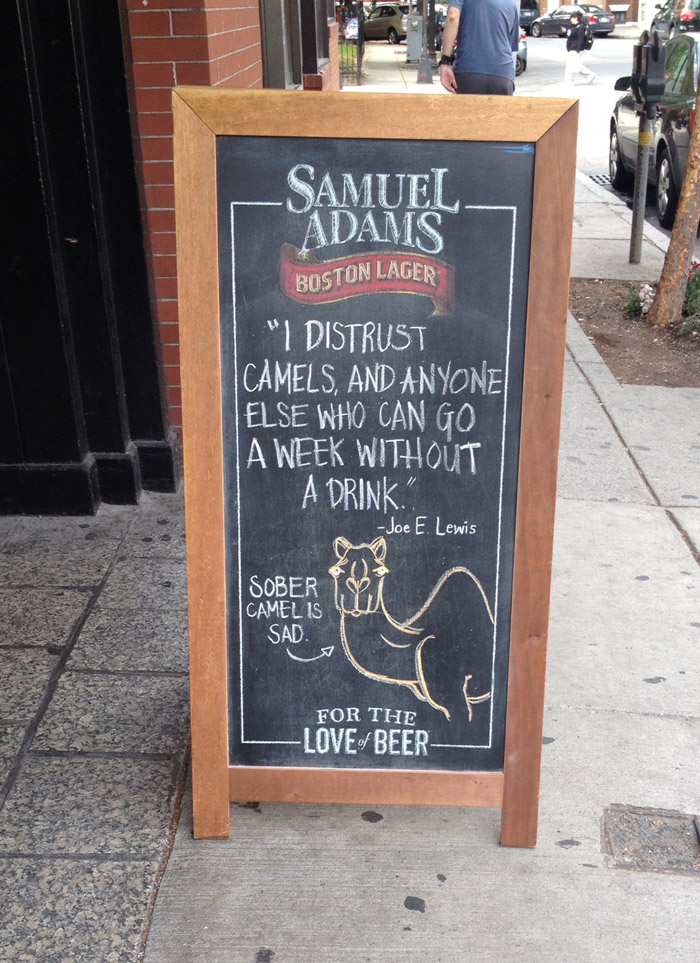 SAMUEL
ADAMS
BOSTON LAGER
"I DISTRUST
CAMELS, AND ANYONE
ELSE WHO CAN GO
A WEEK WITHOUT
A DRINK."
-Joe E. Lewis
SOBER
CAMEL IS
SAD.
FOR THE
LOVE of BEER